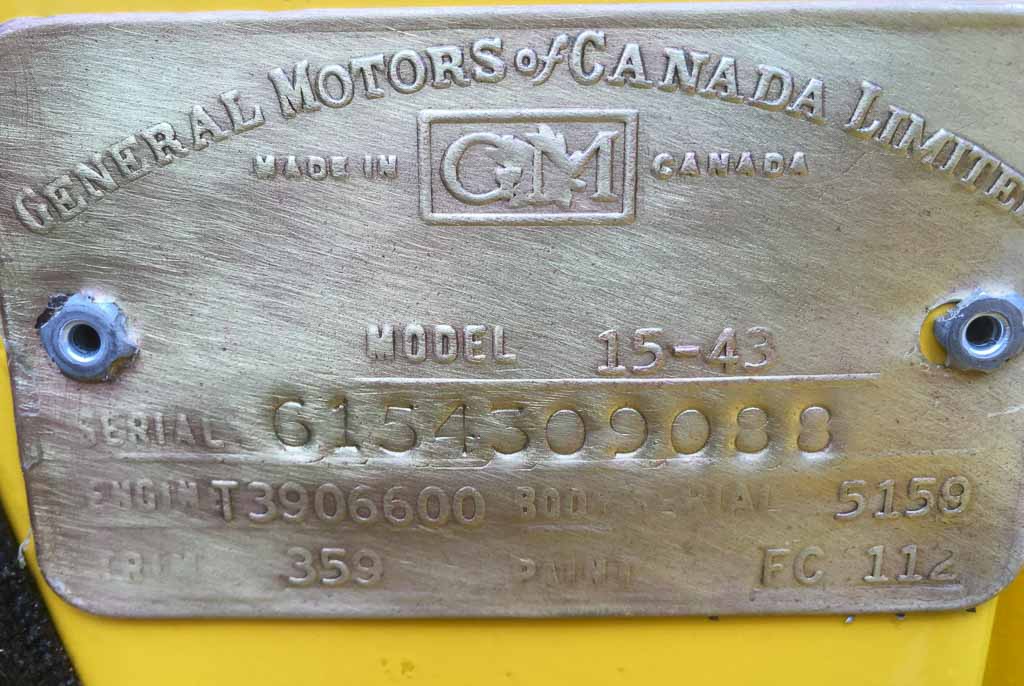 GENERAL MOTORS of CANADA LIMITED
MADE IN GM CANADA
MODEL 15-43
SERIAL 6154309088
ENGINE T3906600 BODY SERIAL 5159
TRIM 359 PAINT FC 112